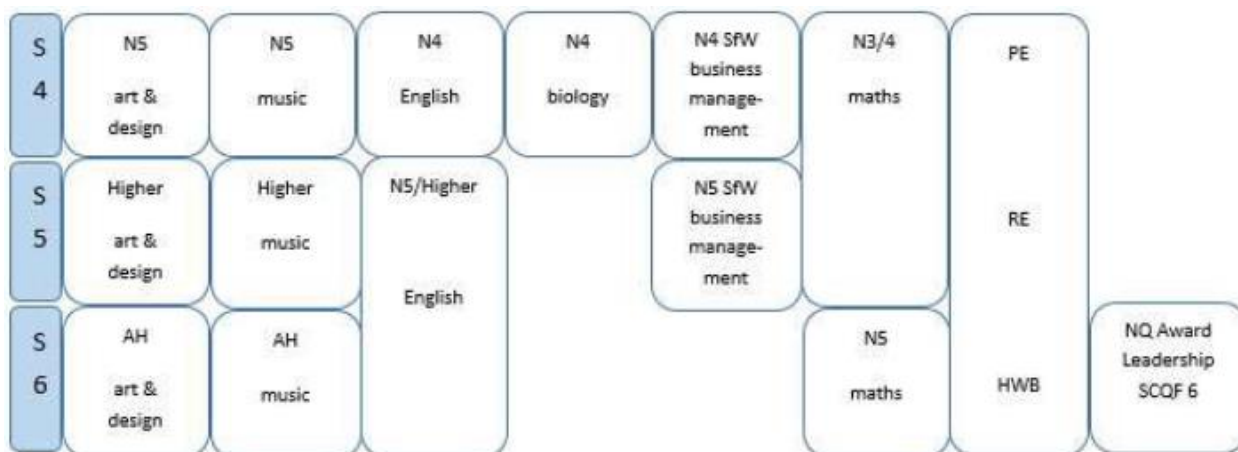 S
4
N5
art &
design
N5
music
N4
English
N4
biology
N4 SfW
business
manage-
ment
N3/4
maths
PE
RE
HWB
S
5
Higher
art &
design
Higher
music
N5/Higher
English
N5 SfW
business
manage-
ment
S
6
AH
art &
design
AH
music
N5
maths
NQ Award
Leadership
SCQF 6